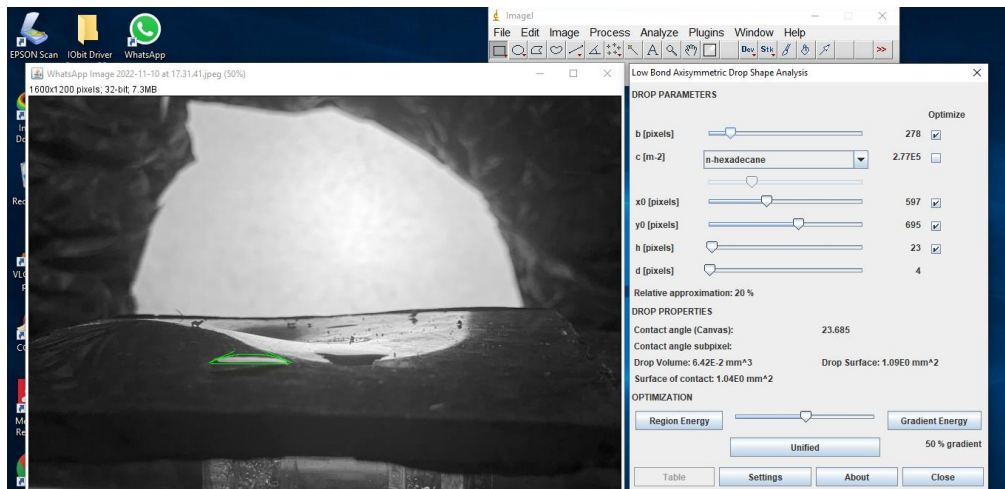 ImageJ
File Edit Image Process Analyze Plugins Window Help
Dev Stk >>
EPSON Scan IObit Driver WhatsApp
WhatsApp Image 2022-11-10 at 17.31.41.jpeg (50%)
1600x1200 pixels; 32-bit; 7.3MB
Low Bond Axisymmetric Drop Shape Analysis
DROP PARAMETERS
Optimize
b [pixels] 278
c [m-2] n-hexadecane 2.77E5
x0 [pixels] 597
y0 [pixels] 695
h [pixels] 23
d [pixels] 4
Relative approximation: 20 %
DROP PROPERTIES
Contact angle (Canvas): 23.685
Contact angle subpixel:
Drop Volume: 6.42E-2 mm^3 Drop Surface: 1.09E0 mm^2
Surface of contact: 1.04E0 mm^2
OPTIMIZATION
Region Energy Gradient Energy
Unified 50 % gradient
Table Settings About Close